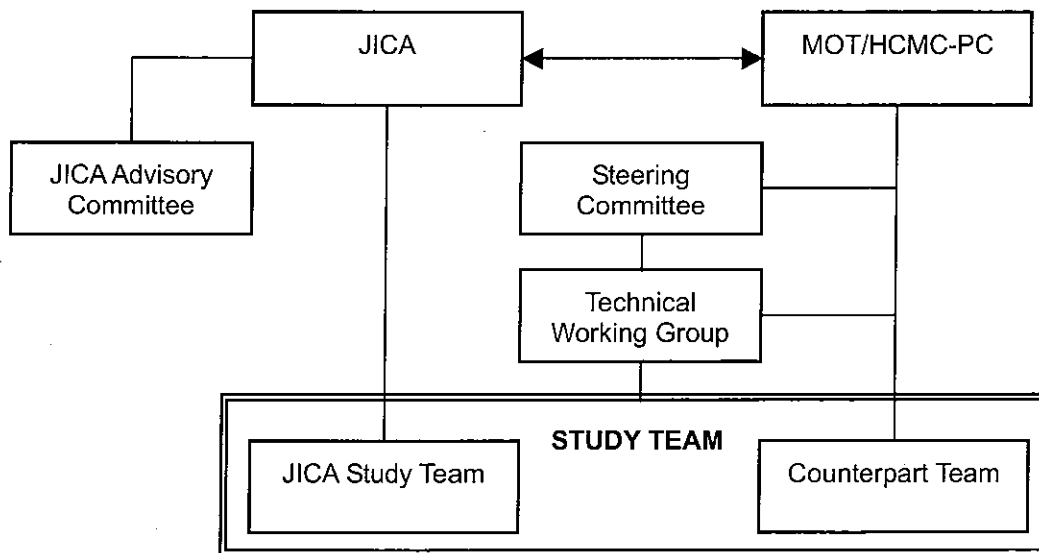 JICA
MOT/HCMC-PC
JICA Advisory
Committee
Steering
Committee
Technical
Working Group
STUDY TEAM
JICA Study Team
Counterpart Team